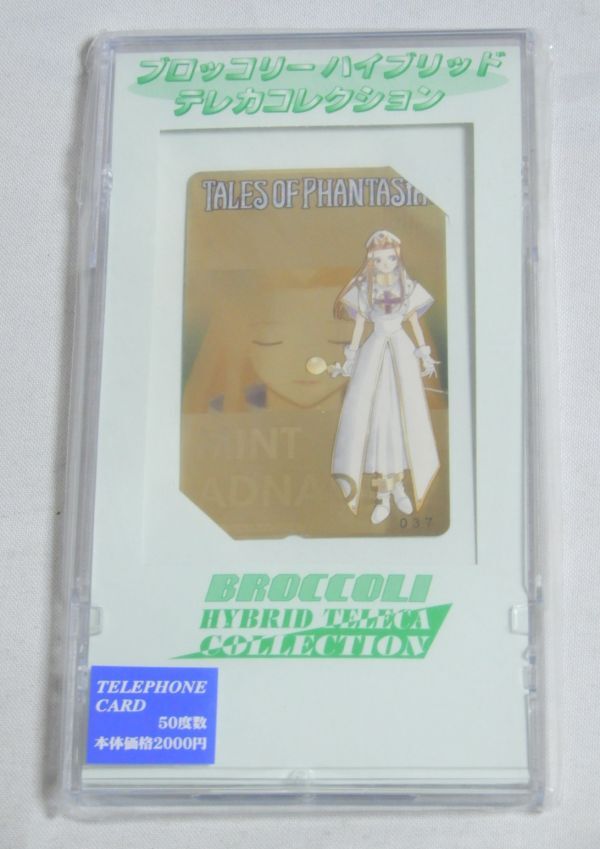 ブロッコリーハイブリッド
テレカコレクション
TALES OF PHANTASIA
MINT
ADNADE
037
BROCCOLI
HYBRID TELECA
COLLECTION
TELEPHONE
CARD
50度数
本体価格2000円